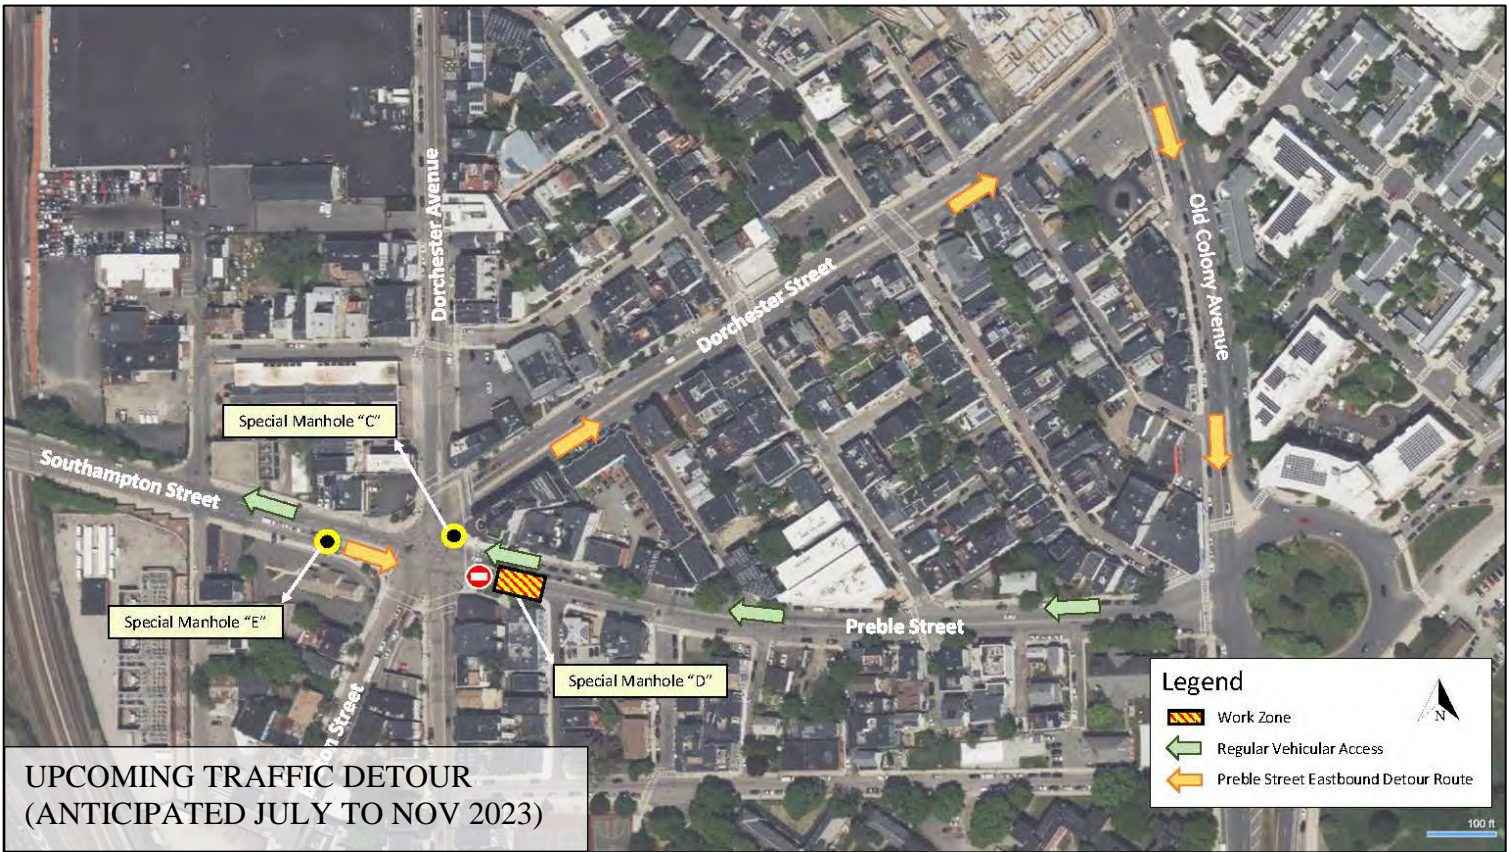 Dorchester Avenue
Old Colony Avenue
Dorchester Street
Special Manhole "C"
Southampton Street
Special Manhole "E"
Preble Street
Special Manhole "D"
Street
Legend
N
Work Zone
Regular Vehicular Access
Preble Street Eastbound Detour Route
UPCOMING TRAFFIC DETOUR
(ANTICIPATED JULY TO NOV 2023)
100 ft